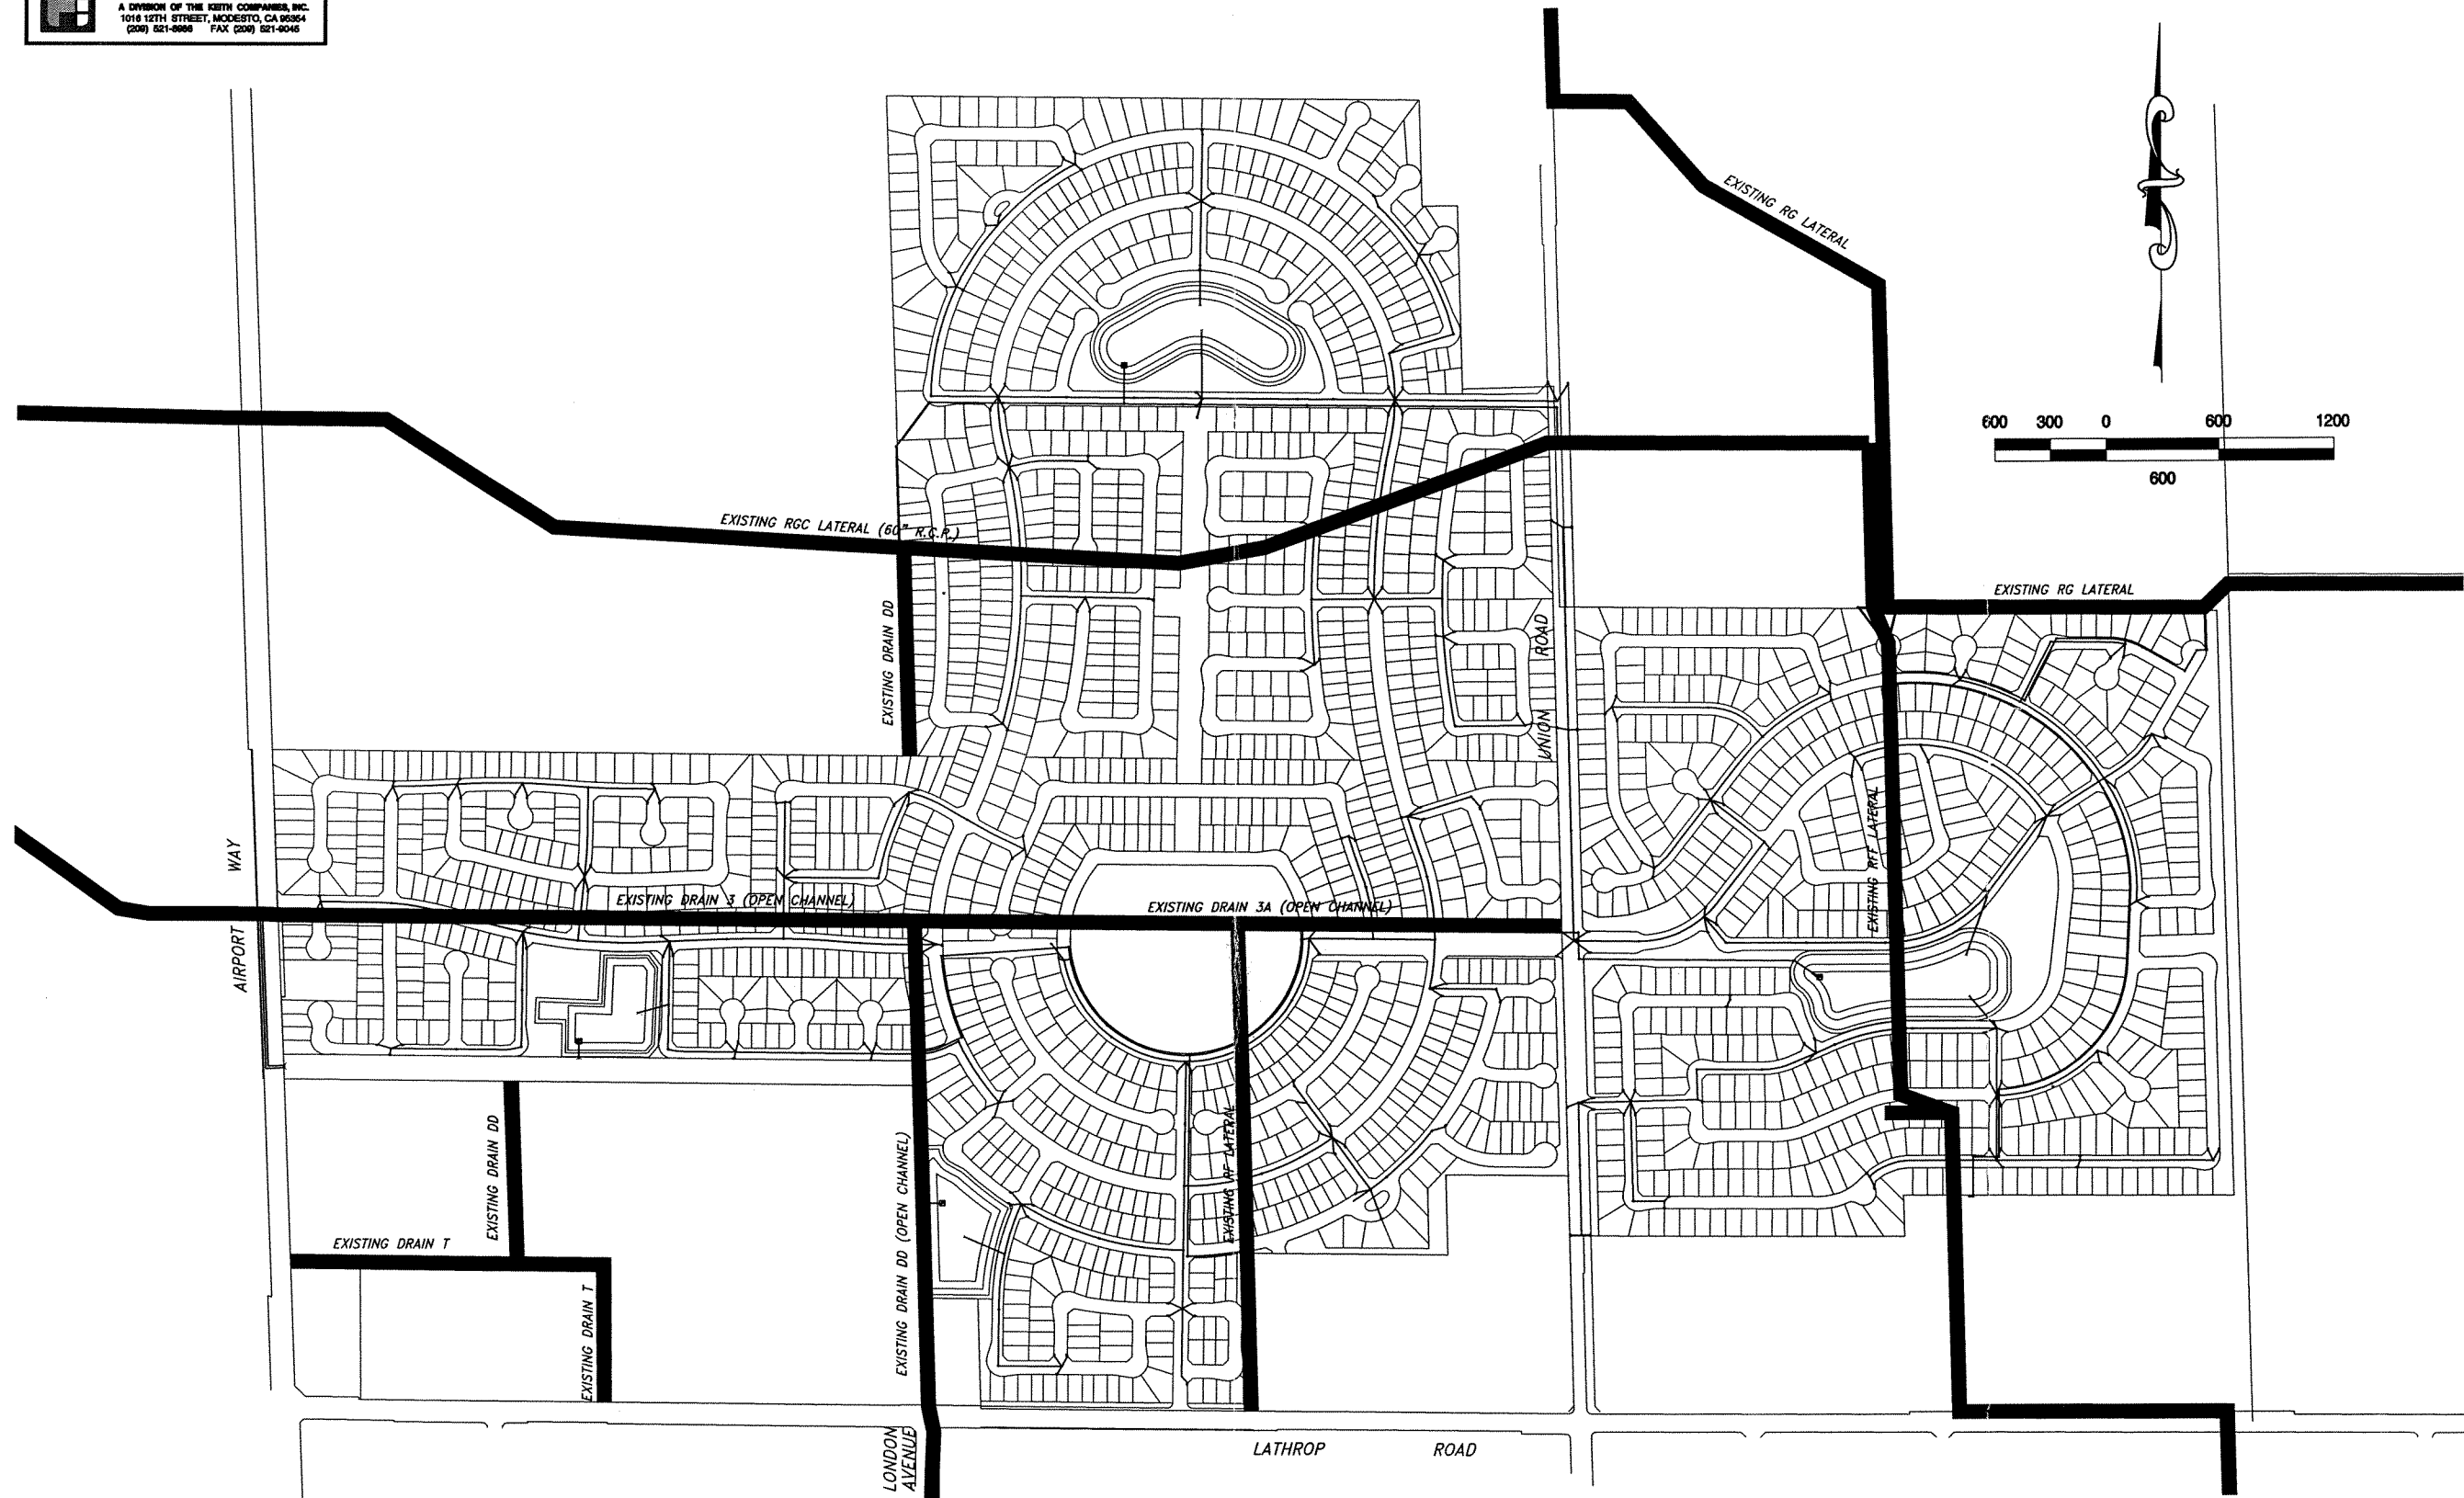 A DIVISION OF THE KEITH COMPANIES, INC.
1016 12TH STREET, MODESTO, CA 95354
(209) 521-8986 FAX (209) 521-9045
EXISTING RG LATERAL
600 300 0 600 1200
600
EXISTING RGC LATERAL (60" R.C.P.)
EXISTING RG LATERAL
EXISTING DRAIN DD
UNION ROAD
AIRPORT WAY
EXISTING RFF LATERAL
EXISTING DRAIN 3 (OPEN CHANNEL)
EXISTING DRAIN 3A (OPEN CHANNEL)
EXISTING DRAIN DD
EXISTING DRAIN DD (OPEN CHANNEL)
EXISTING RF LATERAL
EXISTING DRAIN T
EXISTING DRAIN T
LONDON
AVENUE
LATHROP ROAD